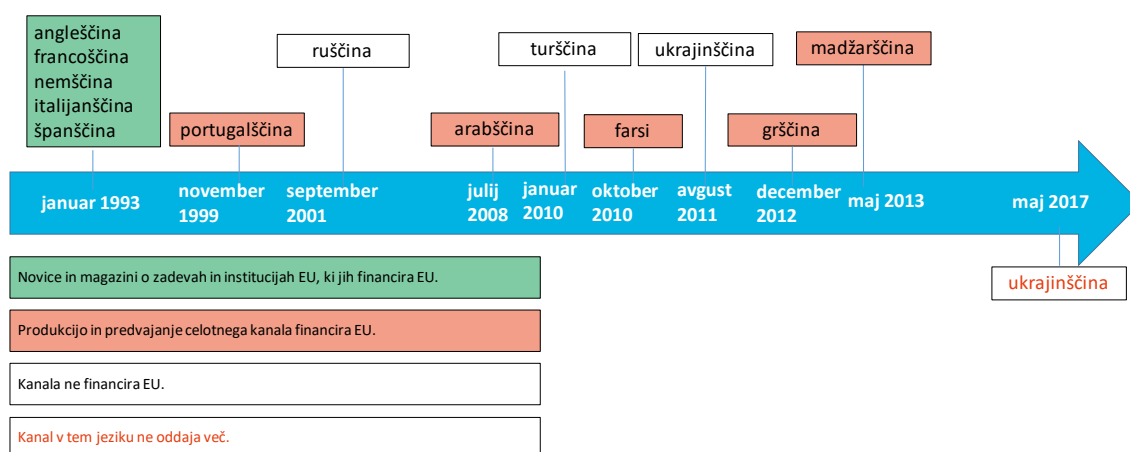 angleščina
francoščina
nemščina
italijanščina
španščina
portugalščina
ruščina
arabščina
turščina
farsi
ukrajinščina
grščina
madžarščina
januar 1993
november
1999
september
2001
julij
2008
januar
2010
oktober
2010
avgust
2011
december
2012
maj 2013
maj 2017
ukrajinščina
Novice in magazini o zadevah in institucijah EU, ki jih financira EU.
Produkcijo in predvajanje celotnega kanala financira EU.
Kanala ne financira EU.
Kanal v tem jeziku ne oddaja več.